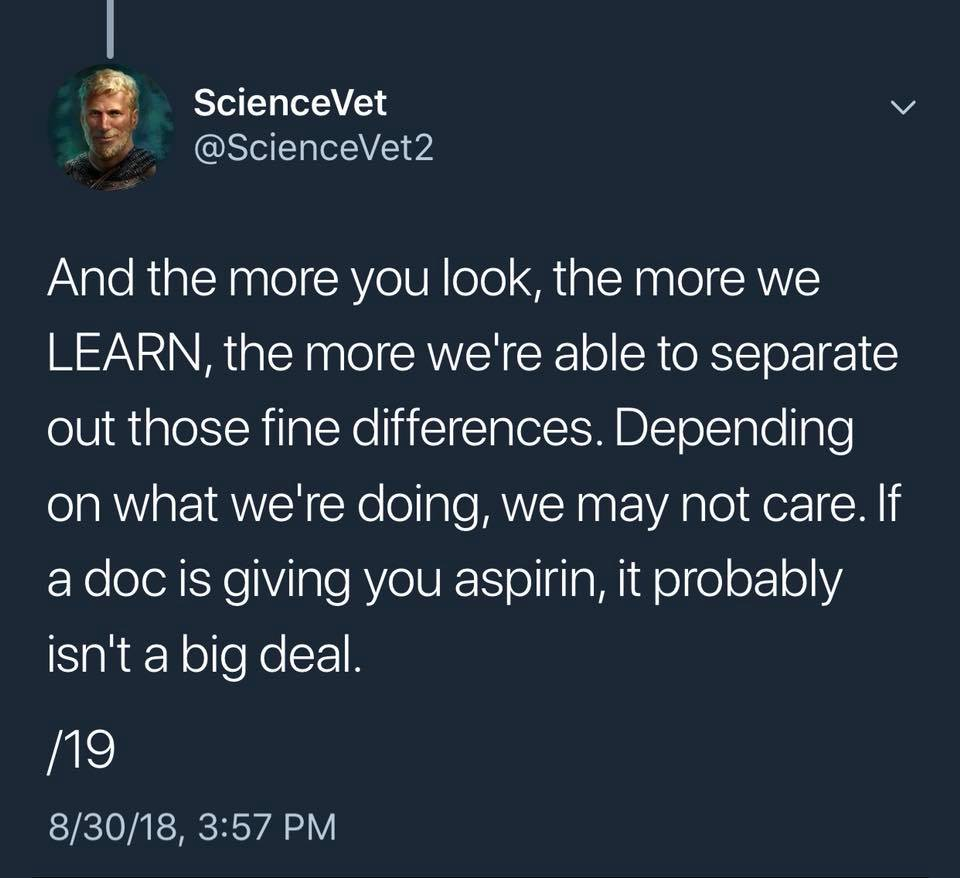 ScienceVet
@ScienceVet2
And the more you look, the more we
LEARN, the more we're able to separate
out those fine differences. Depending
on what we're doing, we may not care. If
a doc is giving you aspirin, it probably
isn't a big deal.
/19
8/30/18, 3:57 PM